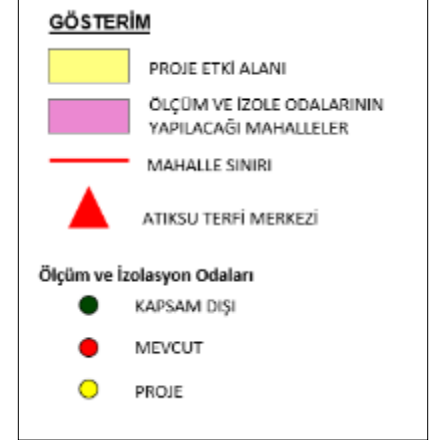 GÖSTERİM
PROJE ETKİ ALANI
ÖLÇÜM VE İZOLE ODALARININ
YAPILACAĞI MAHALLELER
MAHALLE SINIRI
ATIKSU TERFİ MERKEZİ
Ölçüm ve İzolasyon Odaları
KAPSAM DIŞI
MEVCUT
PROJE